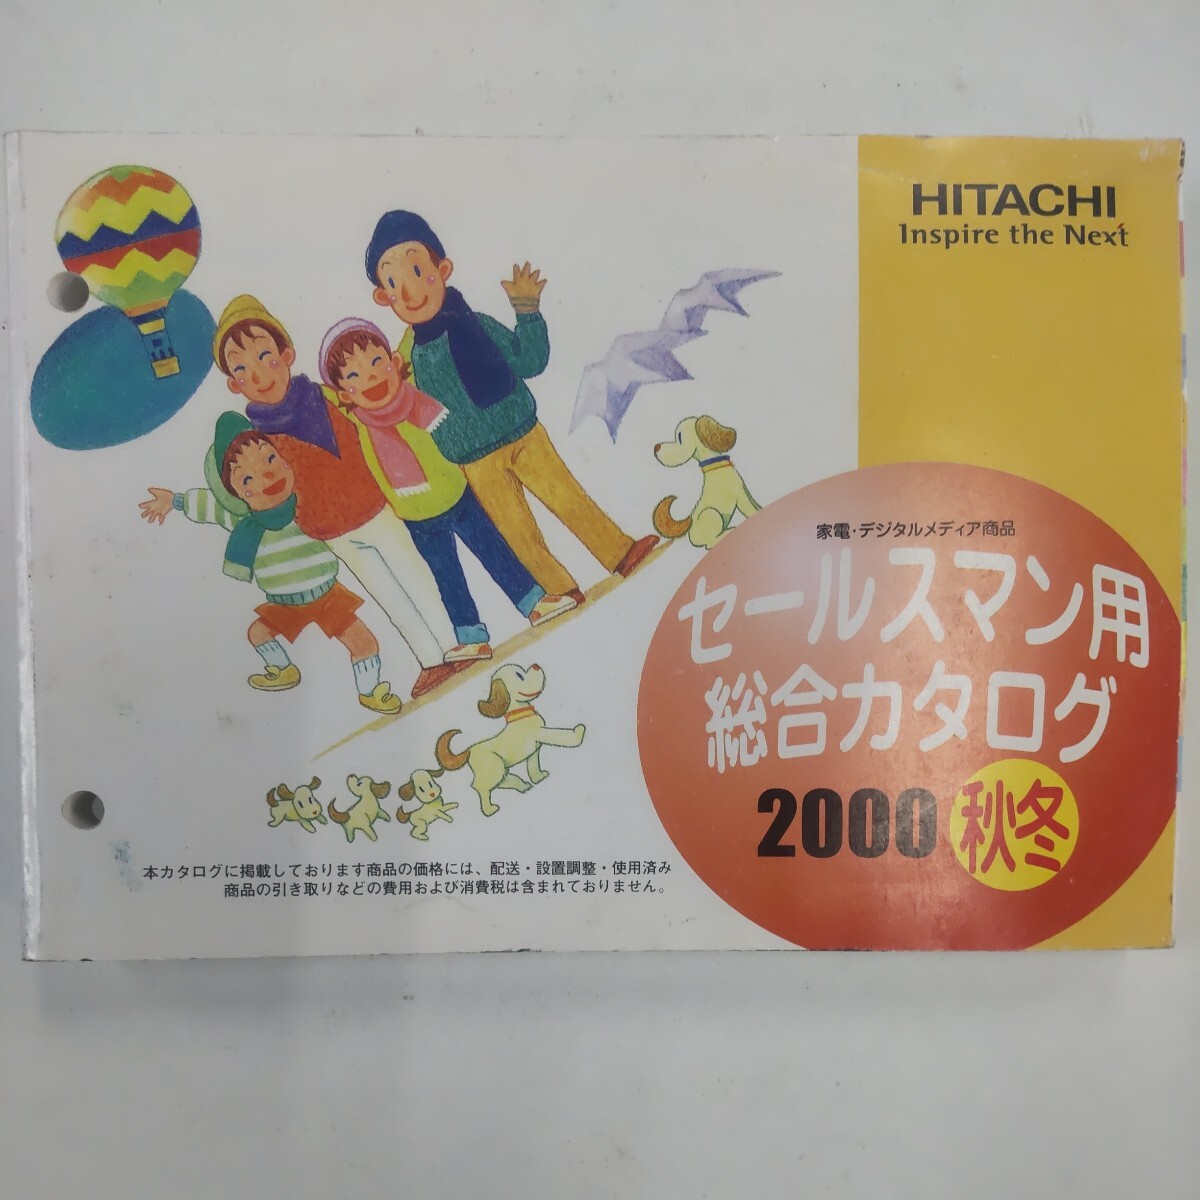 HITACHI
Inspire the Next
家電・デジタルメディア商品
セールスマン用
総合カタログ
2000 秋冬
本カタログに掲載しております商品の価格には、配送・設置調整・使用済み
商品の引き取りなどの費用および消費税は含まれておりません。